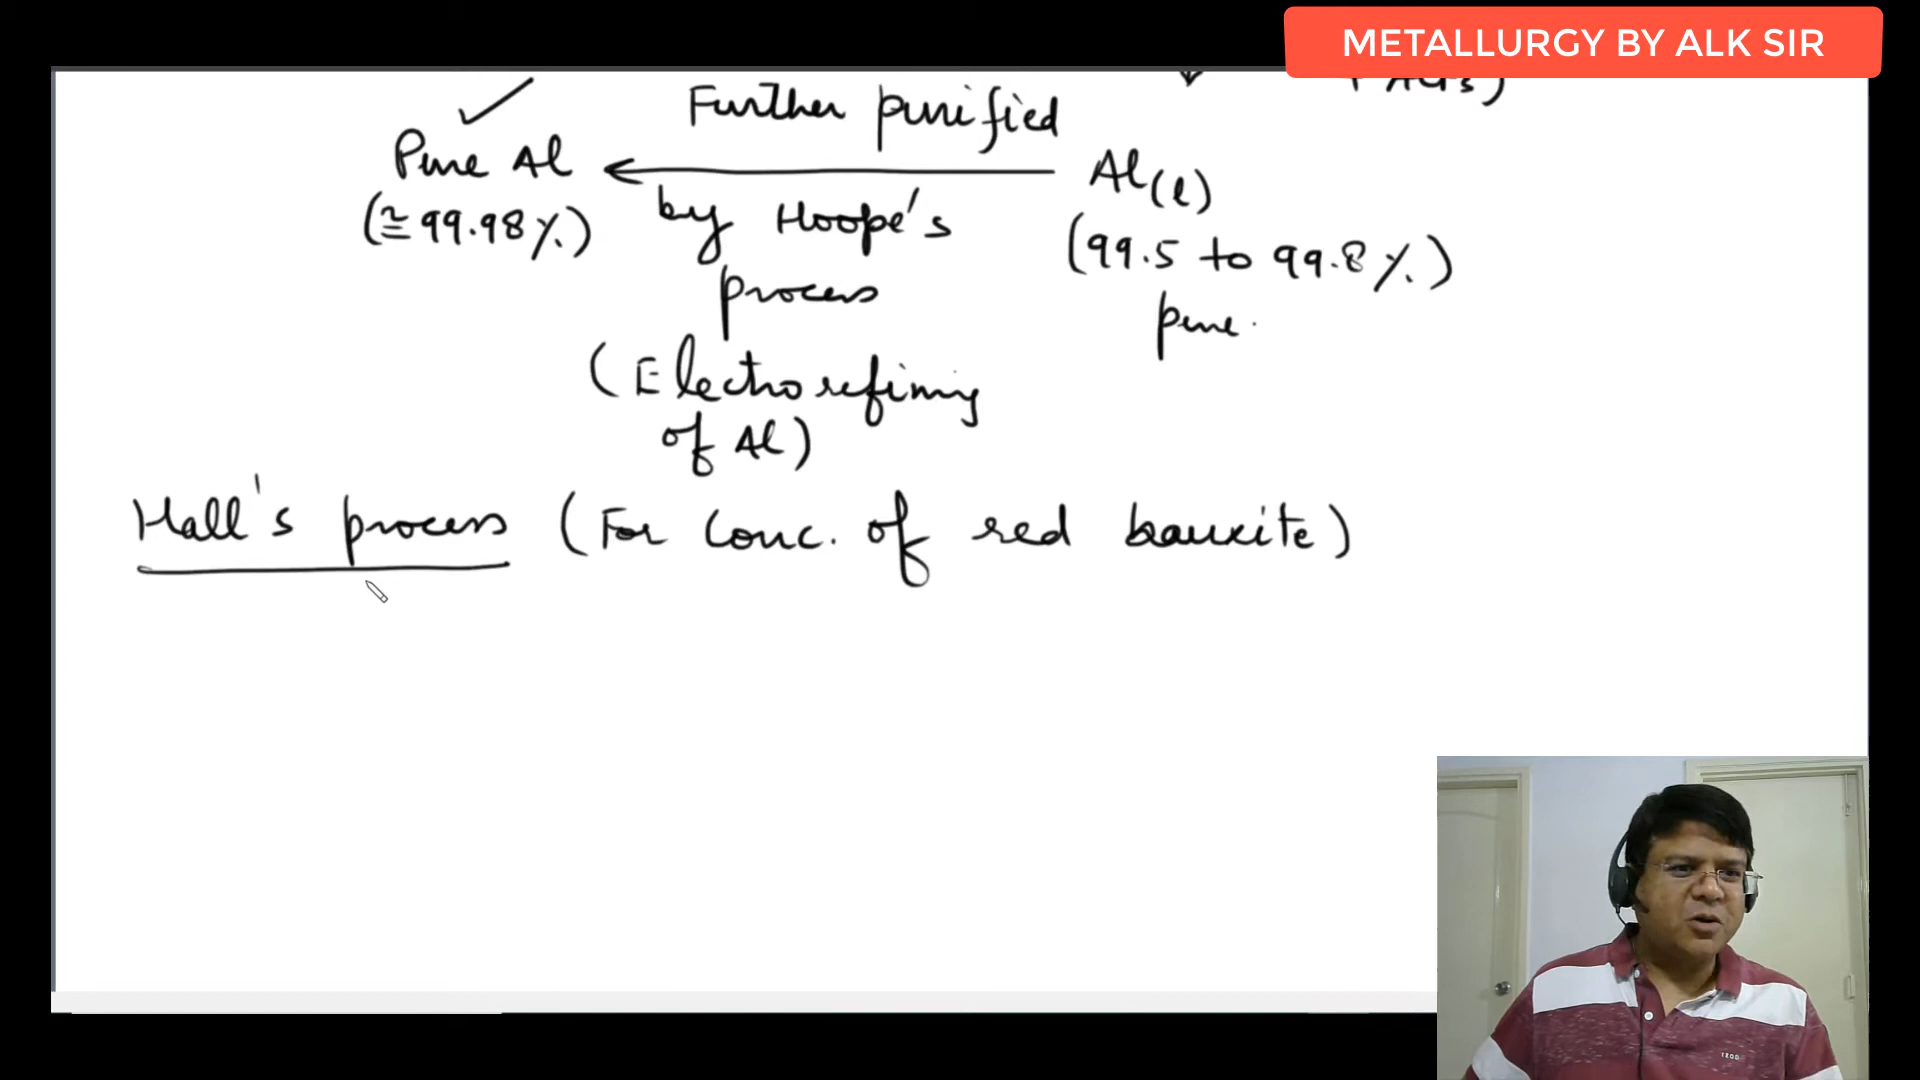 METALLURGY BY ALK SIR
Further purified
Pure Al
Al(l)
(≅99.98%)
by Hoope's
(99.5 to 99.8%)
process
pure.
(Electrorefining
of Al)
Hall's process (For Conc. of red bauxite)
IZOD